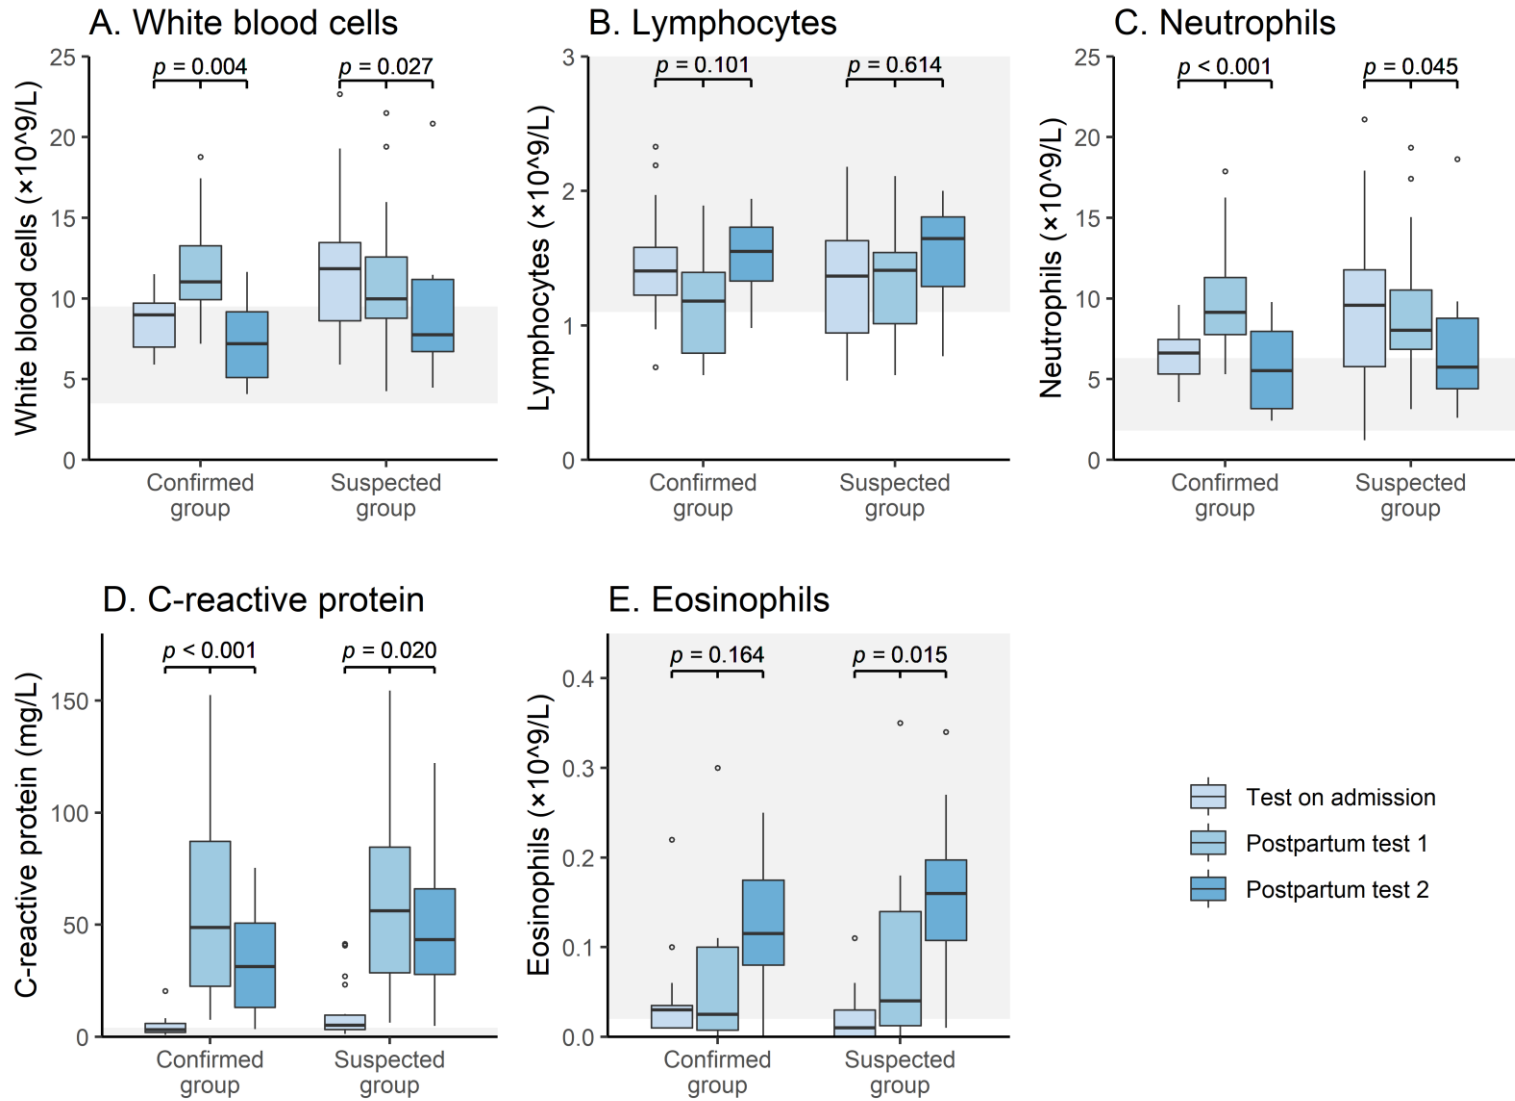 A. White blood cells
White blood cells (×10^9/L)
25
20
15
10
5
0
p = 0.004
p = 0.027
Confirmed
group
Suspected
group
B. Lymphocytes
Lymphocytes (×10^9/L)
3
2
1
0
p = 0.101
p = 0.614
Confirmed
group
Suspected
group
C. Neutrophils
Neutrophils (×10^9/L)
25
20
15
10
5
0
p < 0.001
p = 0.045
Confirmed
group
Suspected
group
D. C-reactive protein
C-reactive protein (mg/L)
150
100
50
0
p < 0.001
p = 0.020
Confirmed
group
Suspected
group
E. Eosinophils
Eosinophils (×10^9/L)
0.4
0.3
0.2
0.1
0.0
p = 0.164
p = 0.015
Confirmed
group
Suspected
group
Test on admission
Postpartum test 1
Postpartum test 2